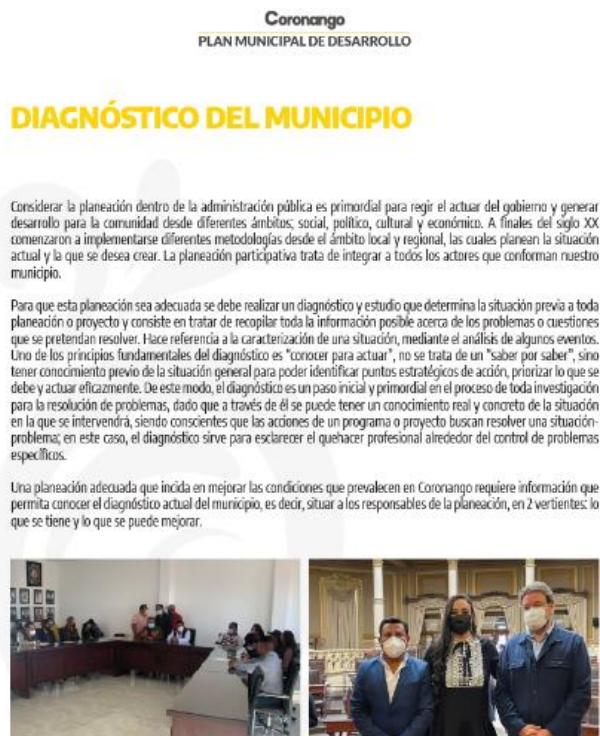 Coronango
PLAN MUNICIPAL DE DESARROLLO
DIAGNÓSTICO DEL MUNICIPIO
Considerar la planeación dentro de la administración pública es primordial para regir el actuar del gobierno y generar
desarrollo para la comunidad desde diferentes ámbitos; social, político, cultural y económico. A finales del siglo XX
comenzaron a implementarse diferentes metodologías desde el ámbito local y regional, las cuales planean la situación
actual y la que se desea crear. La planeación participativa trata de integrar a todos los actores que conforman nuestro
municipio.
Para que esta planeación sea adecuada se debe realizar un diagnóstico y estudio que determina la situación previa a toda
planeación o proyecto y consiste en tratar de recopilar toda la información posible acerca de los problemas o cuestiones
que se pretendan resolver. Hace referencia a la caracterización de una situación, mediante el análisis de algunos eventos.
Uno de los principios fundamentales del diagnóstico es "conocer para actuar", no se trata de un "saber por saber", sino
tener conocimiento previo de la situación general para poder identificar puntos estratégicos de acción, priorizar lo que se
debe y actuar eficazmente. De este modo, el diagnóstico es un paso inicial y primordial en el proceso de toda investigación
para la resolución de problemas, dado que a través de él se puede tener un conocimiento real y concreto de la situación
en la que se intervendrá, siendo conscientes que las acciones de un programa o proyecto buscan resolver una situación-
problema; en este caso, el diagnóstico sirve para esclarecer el quehacer profesional alrededor del control de problemas
específicos.
Una planeación adecuada que incida en mejorar las condiciones que prevalecen en Coronango requiere información que
permita conocer el diagnóstico actual del municipio, es decir, situar a los responsables de la planeación, en 2 vertientes: lo
que se tiene y lo que se puede mejorar.